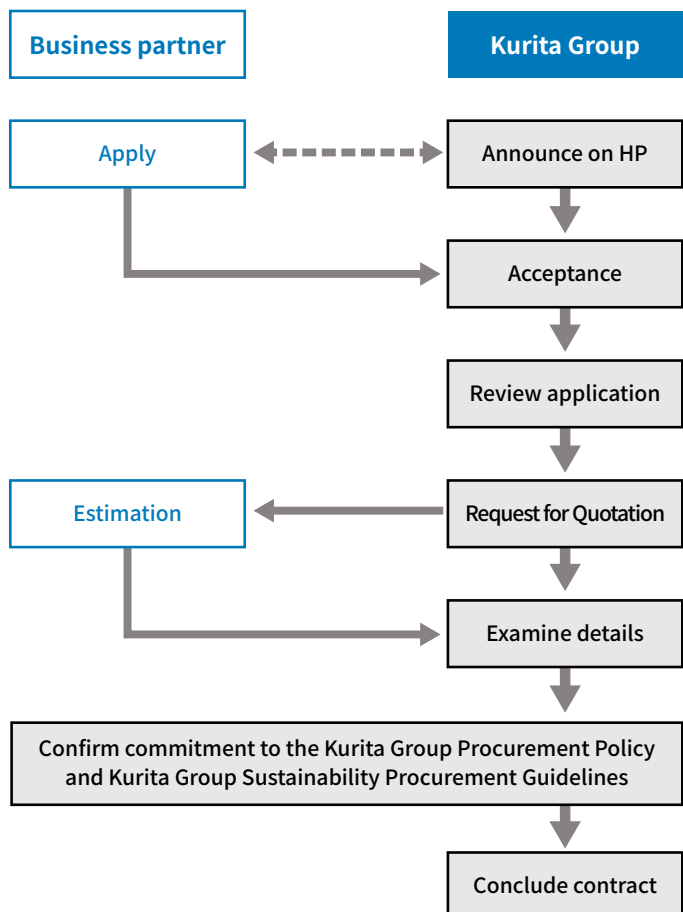 Business partner
Kurita Group
Apply
Announce on HP
Acceptance
Review application
Estimation
Request for Quotation
Examine details
Confirm commitment to the Kurita Group Procurement Policy
and Kurita Group Sustainability Procurement Guidelines
Conclude contract